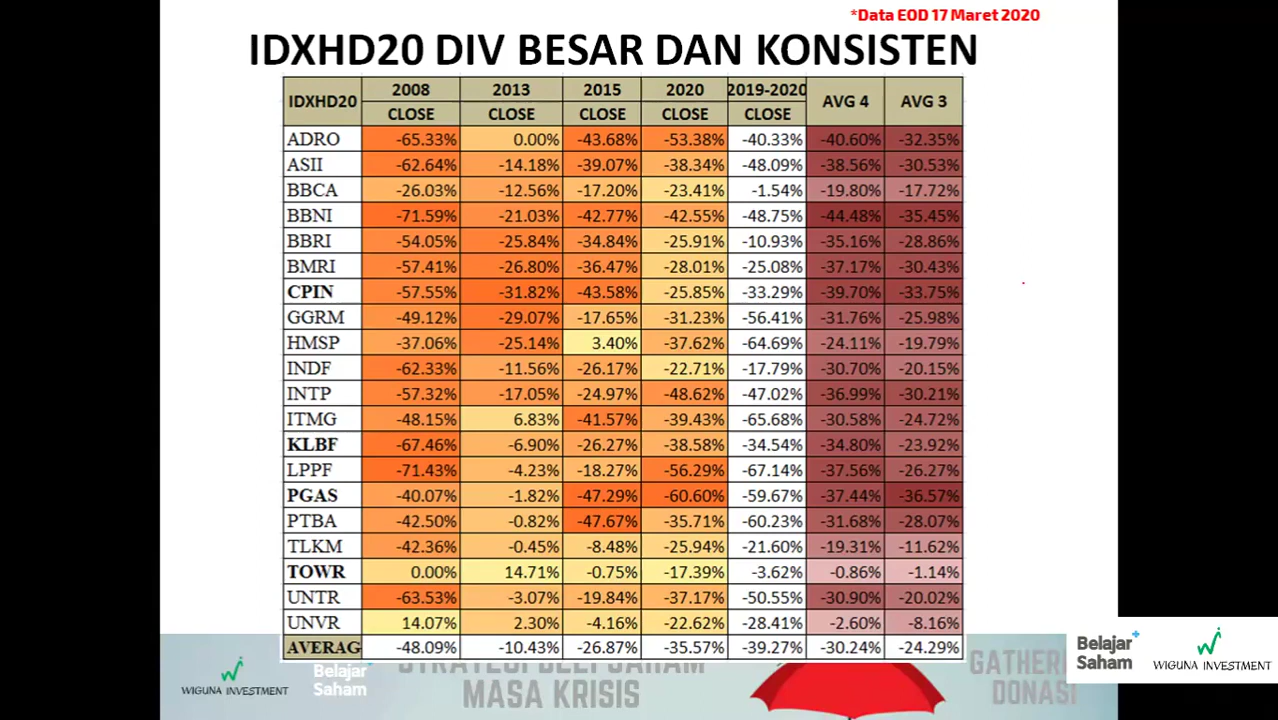 *Data EOD 17 Maret 2020
IDXHD20 DIV BESAR DAN KONSISTEN
IDXHD20 2008 2013 2015 2020 2019-2020 AVG 4 AVG 3
CLOSE CLOSE CLOSE CLOSE CLOSE
ADRO -65.33% 0.00% -43.68% -53.38% -40.33% -40.60% -32.35%
ASII -62.64% -14.18% -39.07% -38.34% -48.09% -38.56% -30.53%
BBCA -26.03% -12.56% -17.20% -23.41% -1.54% -19.80% -17.72%
BBNI -71.59% -21.03% -42.77% -42.55% -48.75% -44.48% -35.45%
BBRI -54.05% -25.84% -34.84% -25.91% -10.93% -35.16% -28.86%
BMRI -57.41% -26.80% -36.47% -28.01% -25.08% -37.17% -30.43%
CPIN -57.55% -31.82% -43.58% -25.85% -33.29% -39.70% -33.75%
GGRM -49.12% -29.07% -17.65% -31.23% -56.41% -31.76% -25.98%
HMSP -37.06% -25.14% 3.40% -37.62% -64.69% -24.11% -19.79%
INDF -62.33% -11.56% -26.17% -22.71% -17.79% -30.70% -20.15%
INTP -57.32% -17.05% -24.97% -48.62% -47.02% -36.99% -30.21%
ITMG -48.15% 6.83% -41.57% -39.43% -65.68% -30.58% -24.72%
KLBF -67.46% -6.90% -26.27% -38.58% -34.54% -34.80% -23.92%
LPPF -71.43% -4.23% -18.27% -56.29% -67.14% -37.56% -26.27%
PGAS -40.07% -1.82% -47.29% -60.60% -59.67% -37.44% -36.57%
PTBA -42.50% -0.82% -47.67% -35.71% -60.23% -31.68% -28.07%
TLKM -42.36% -0.45% -8.48% -25.94% -21.60% -19.31% -11.62%
TOWR 0.00% 14.71% -0.75% -17.39% -3.62% -0.86% -1.14%
UNTR -63.53% -3.07% -19.84% -37.17% -50.55% -30.90% -20.02%
UNVR 14.07% 2.30% -4.16% -22.62% -28.41% -2.60% -8.16%
AVERAG -48.09% -10.43% -26.87% -35.57% -39.27% -30.24% -24.29%
WIGUNA INVESTMENT
Belajar+
Saham
STRATEGI BELI SAHAM
MASA KRISIS
GATHERI
DONASI
Belajar+
Saham
WIGUNA INVESTMENT